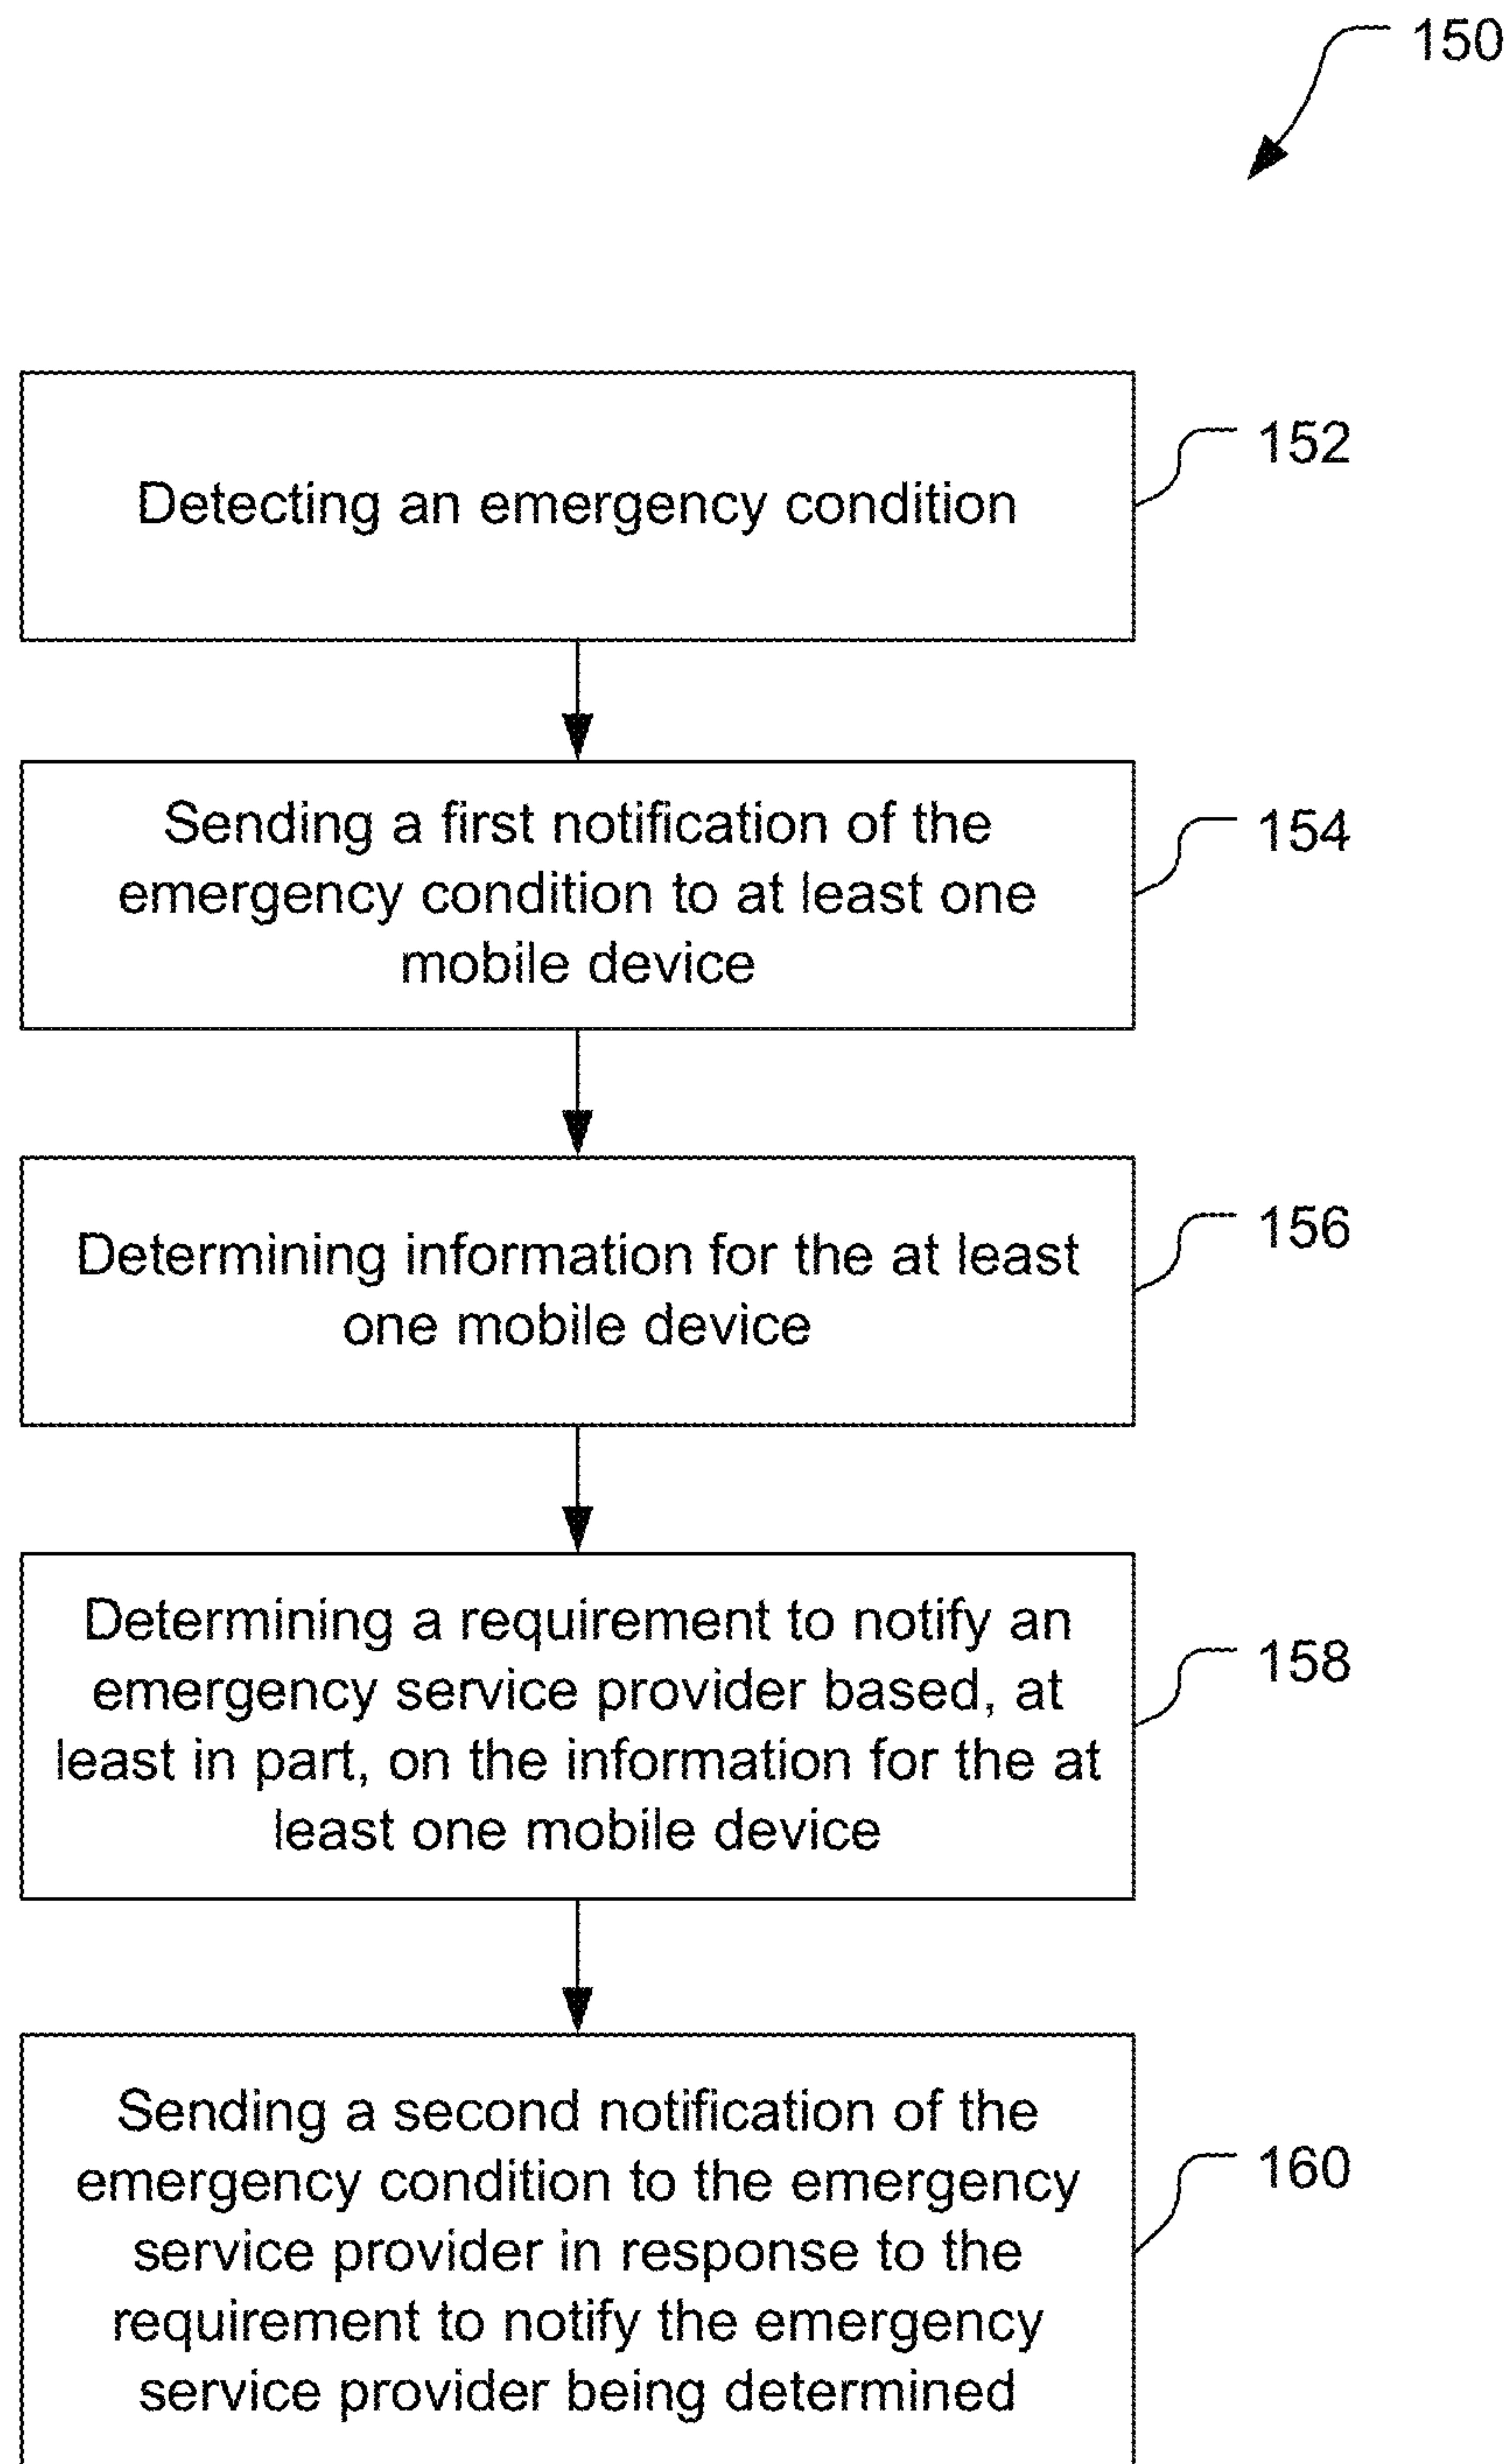 150
Detecting an emergency condition
152
Sending a first notification of the
emergency condition to at least one
mobile device
154
Determining information for the at least
one mobile device
156
Determining a requirement to notify an
emergency service provider based, at
least in part, on the information for the at
least one mobile device
158
Sending a second notification of the
emergency condition to the emergency
service provider in response to the
requirement to notify the emergency
service provider being determined
160